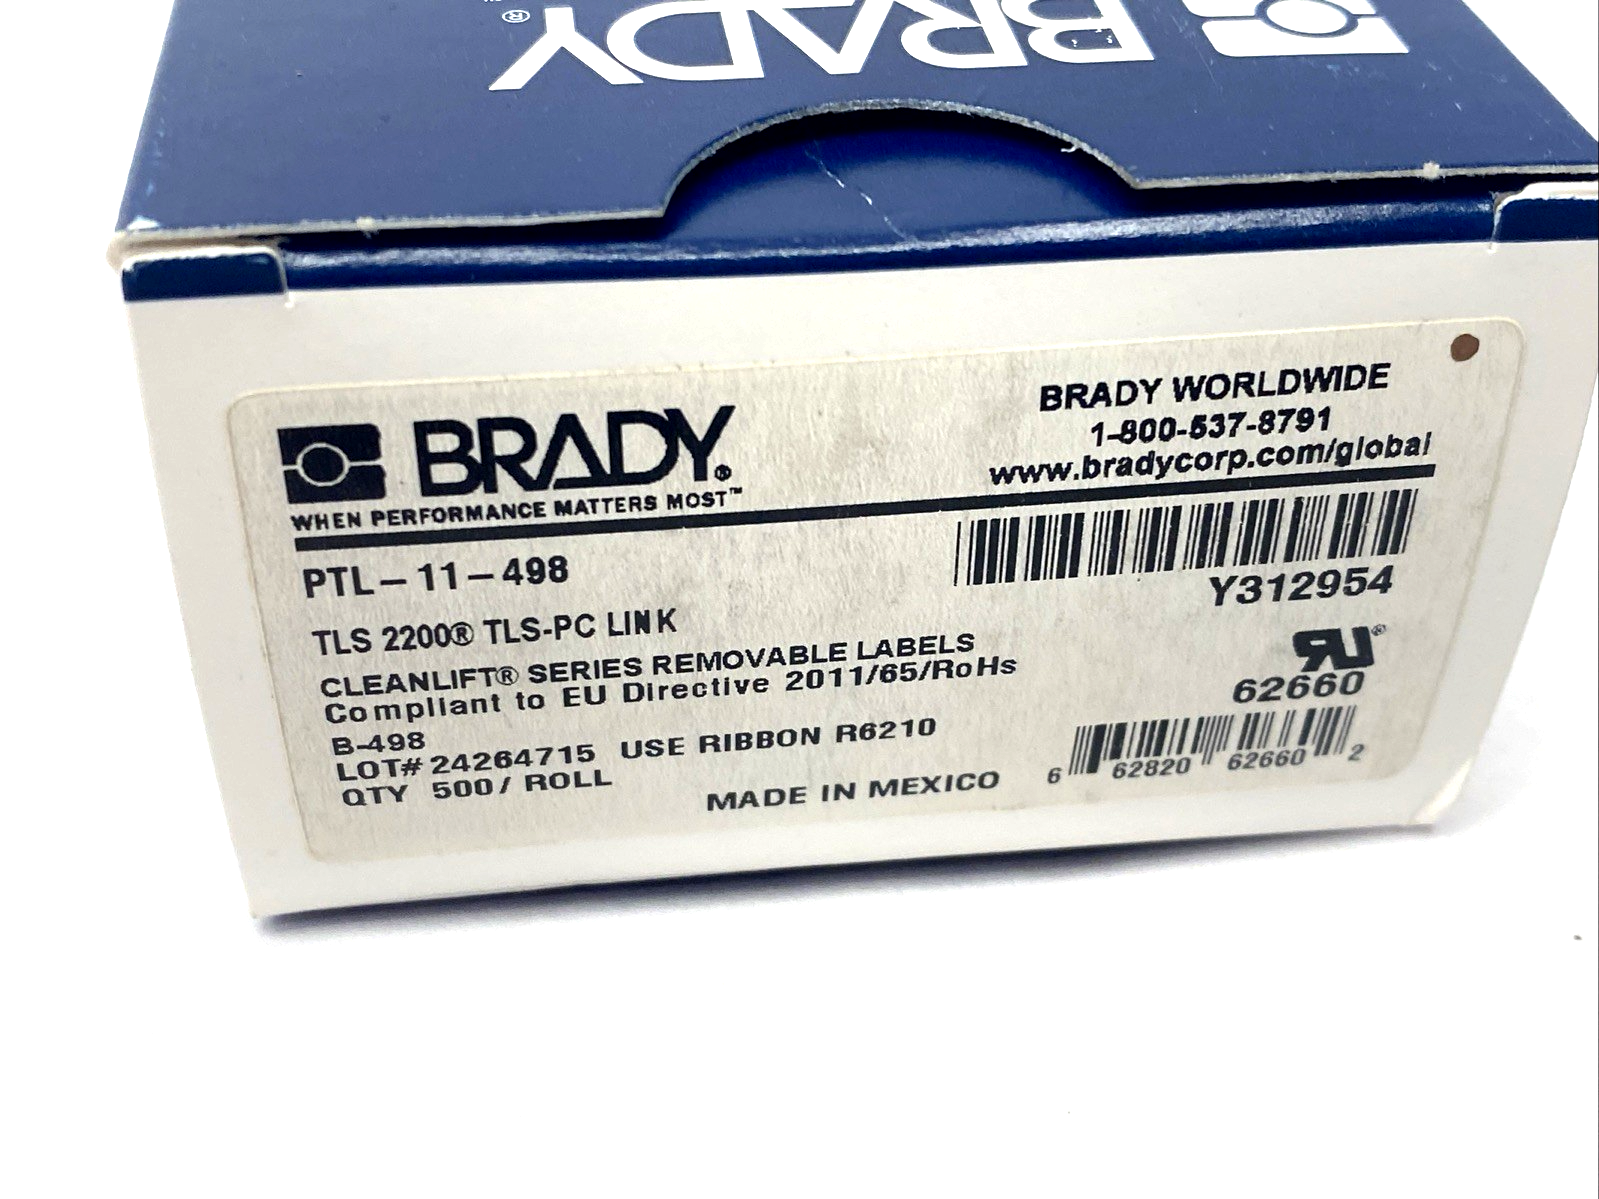 BRADY®
BRADY®
WHEN PERFORMANCE MATTERS MOST™
BRADY WORLDWIDE
1-800-537-8791
www.bradycorp.com/global
PTL-11-498
Y312954
TLS 2200® TLS-PC LINK
CLEANLIFT® SERIES REMOVABLE LABELS
Compliant to EU Directive 2011/65/RoHs
RU®
62660
B-498
LOT# 24264715 USE RIBBON R6210
QTY 500/ ROLL
MADE IN MEXICO
6 62820 62660 2